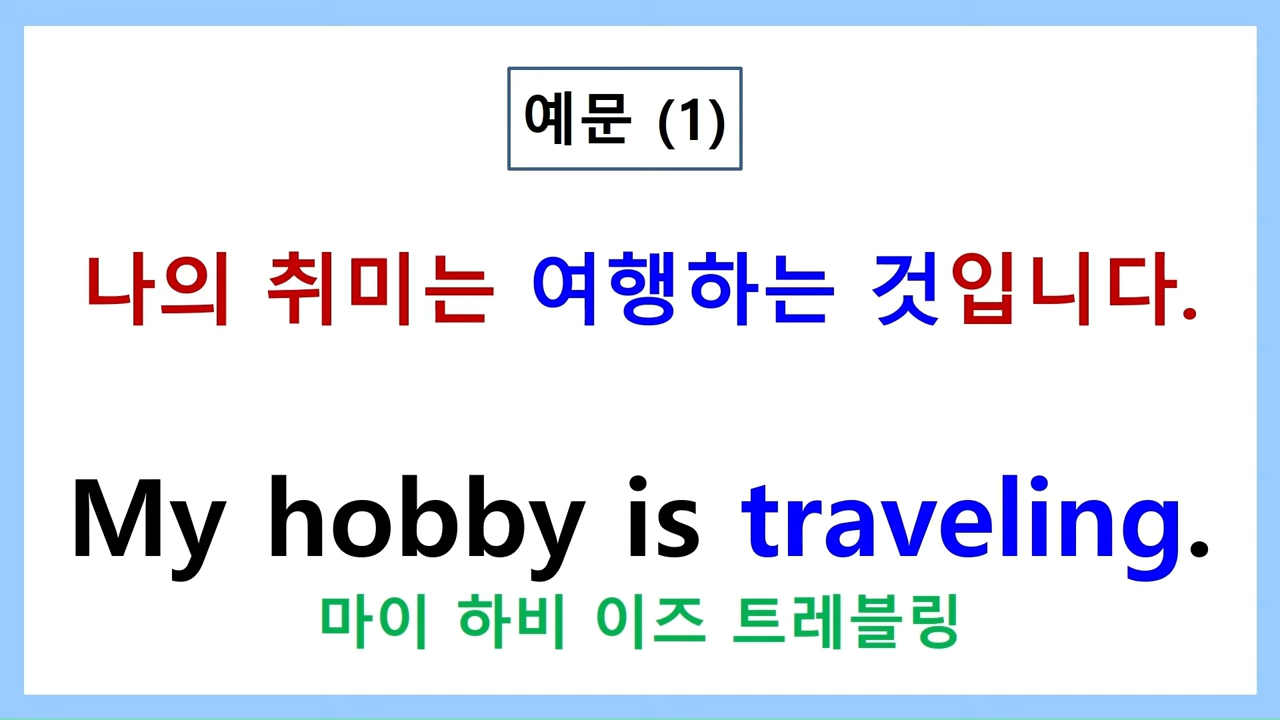 예문 (1)
나의 취미는 여행하는 것입니다.
My hobby is traveling.
마이 하비 이즈 트레블링